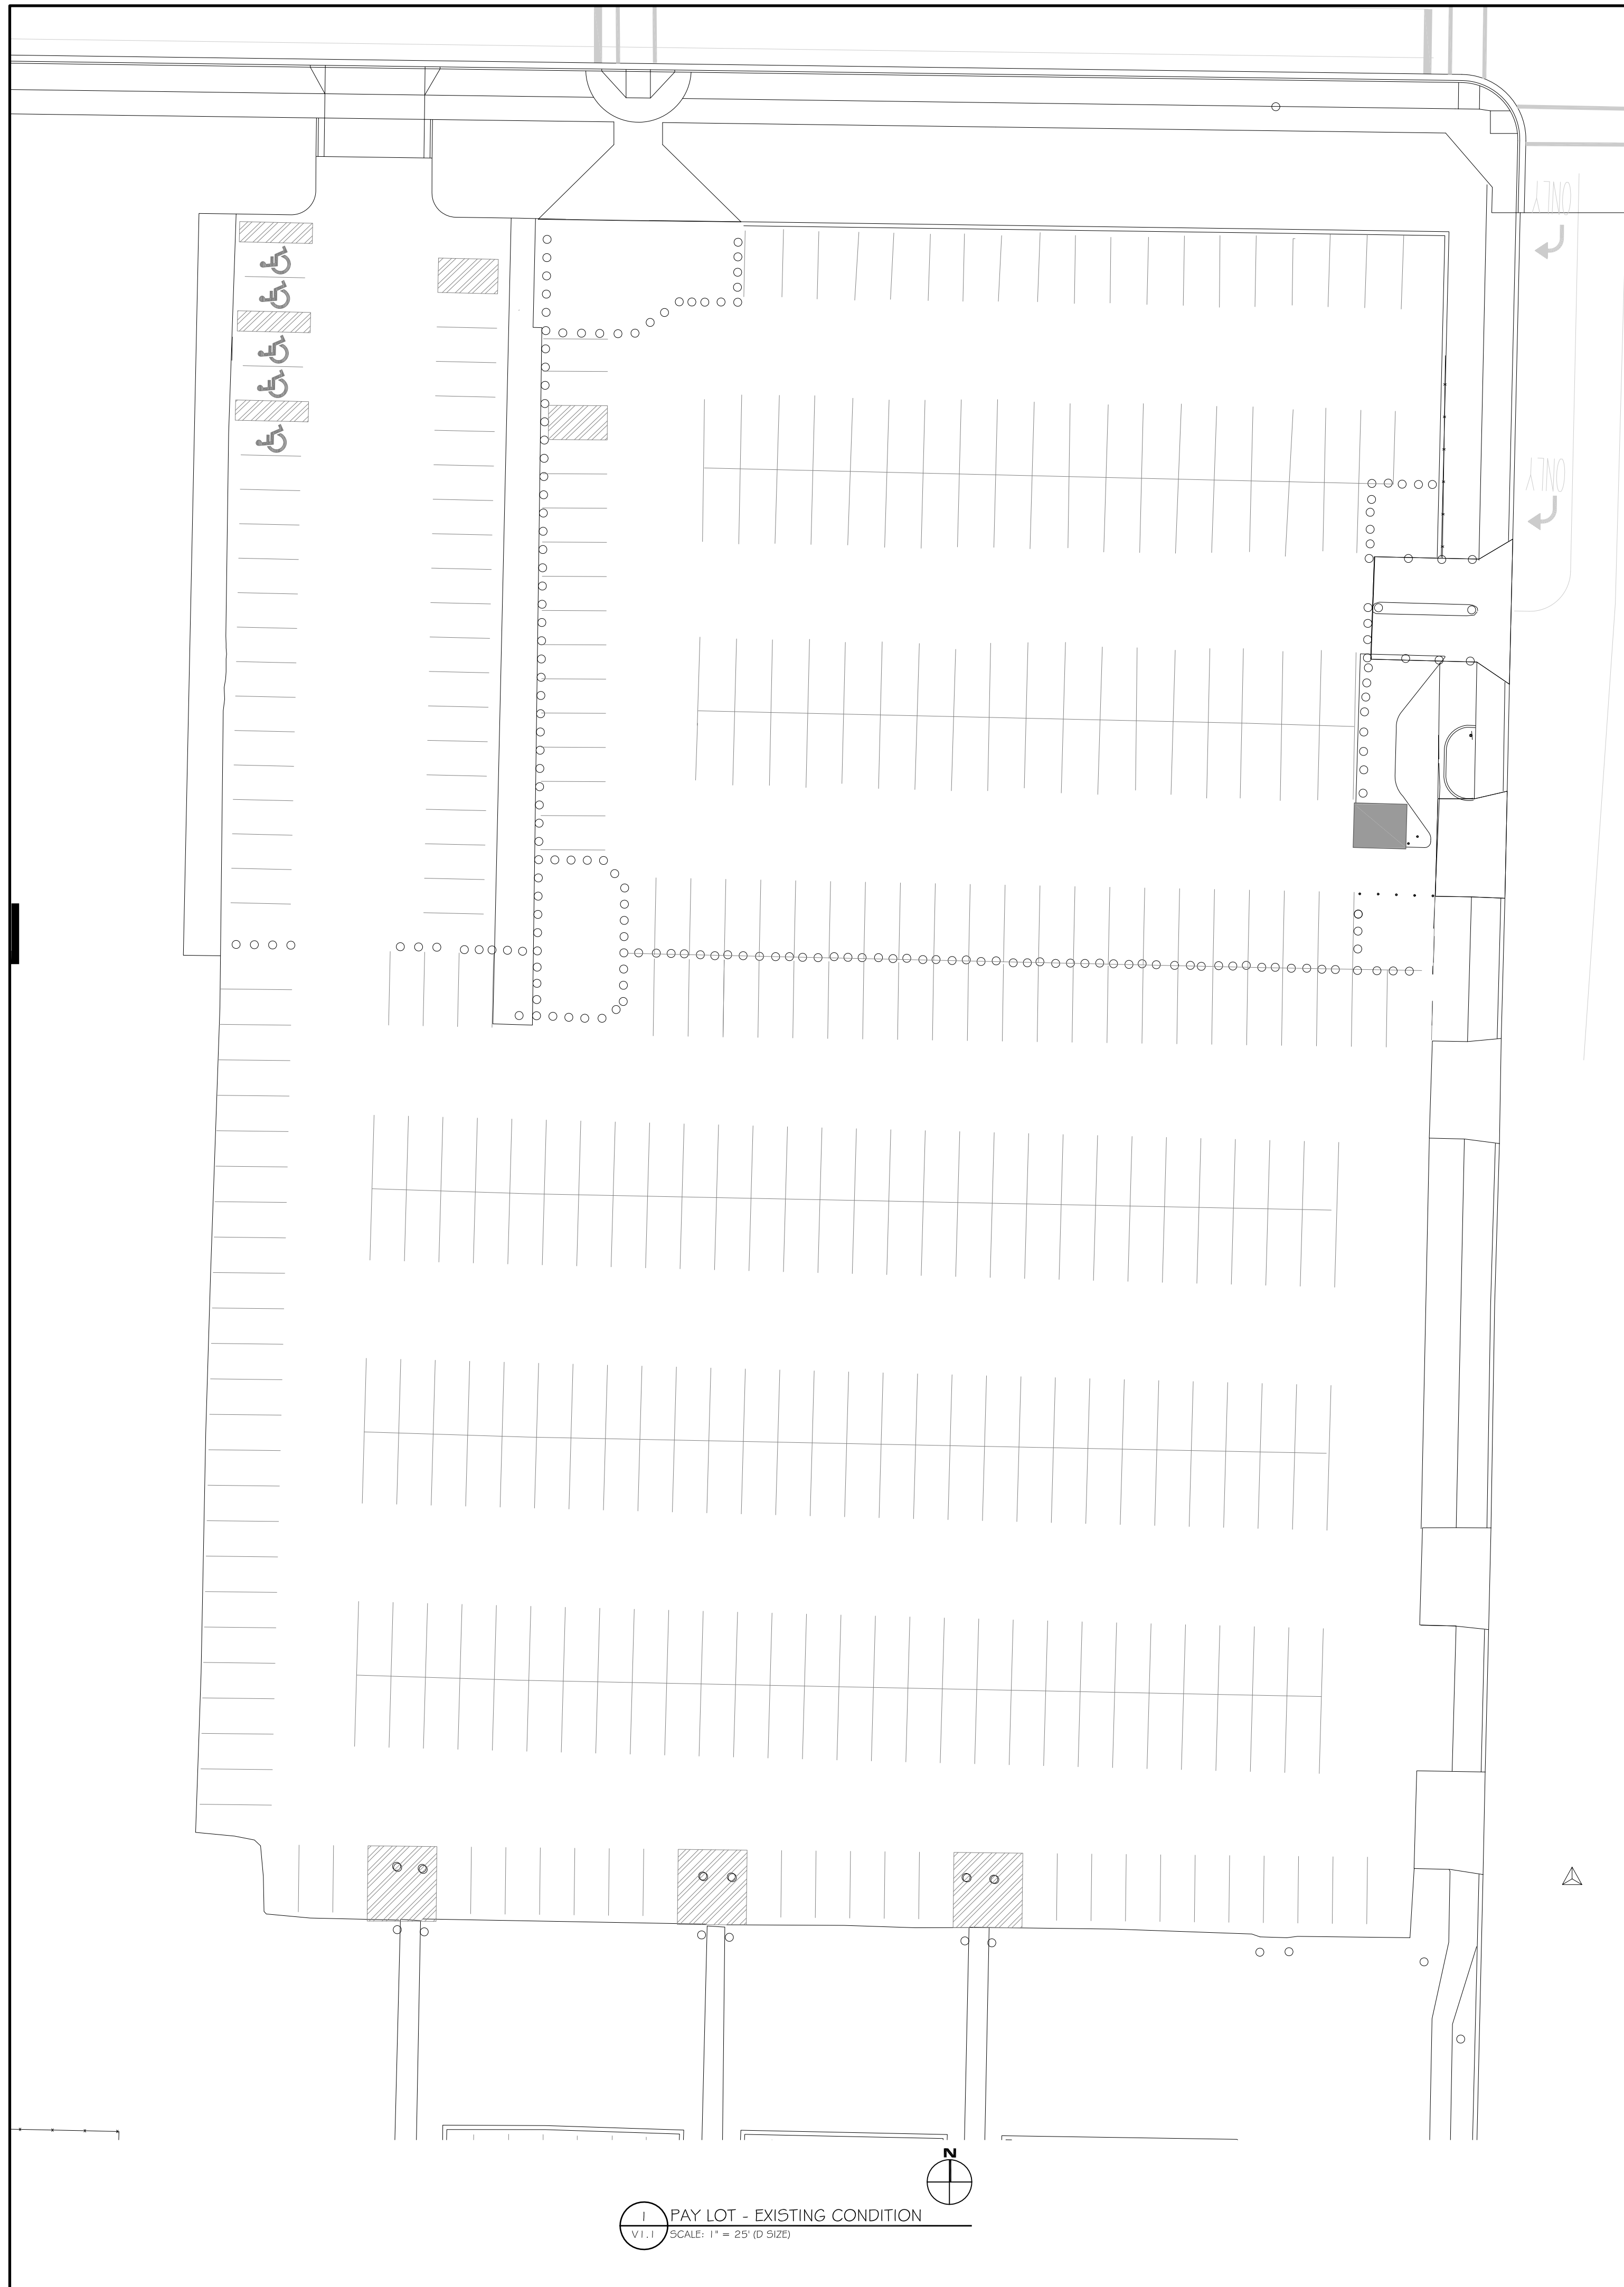 ONLY
ONLY
N
1
V1.1
PAY LOT - EXISTING CONDITION
SCALE: 1" = 25' (D SIZE)